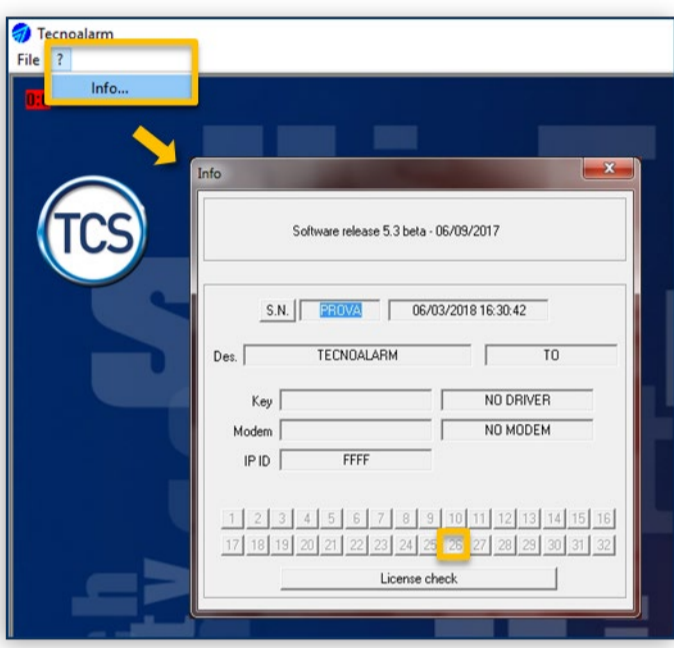 Tecnoalarm
File ?
Info...
TCS
Info
Software release 5.3 beta - 06/09/2017
S.N. PROVA 06/03/2018 16:30:42
Des. TECNOALARM TO
Key NO DRIVER
Modem NO MODEM
IP ID FFFF
1 2 3 4 5 6 7 8 9 10 11 12 13 14 15 16
17 18 19 20 21 22 23 24 25 26 27 28 29 30 31 32
License check